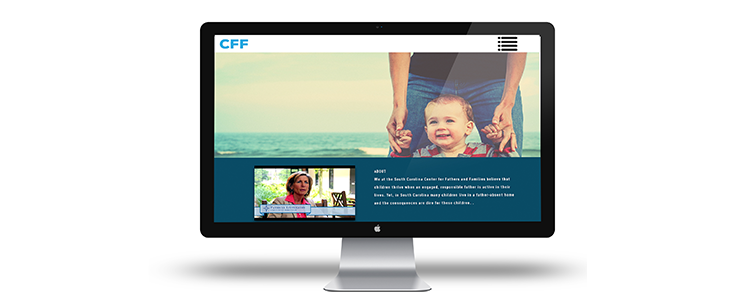 CFF
ABOUT
We at the South Carolina Center for Fathers and Families believe that
children thrive when an engaged, responsible father is active in their
lives. Yet, in South Carolina many children live in a father-absent home
and the consequences are dire for these children...